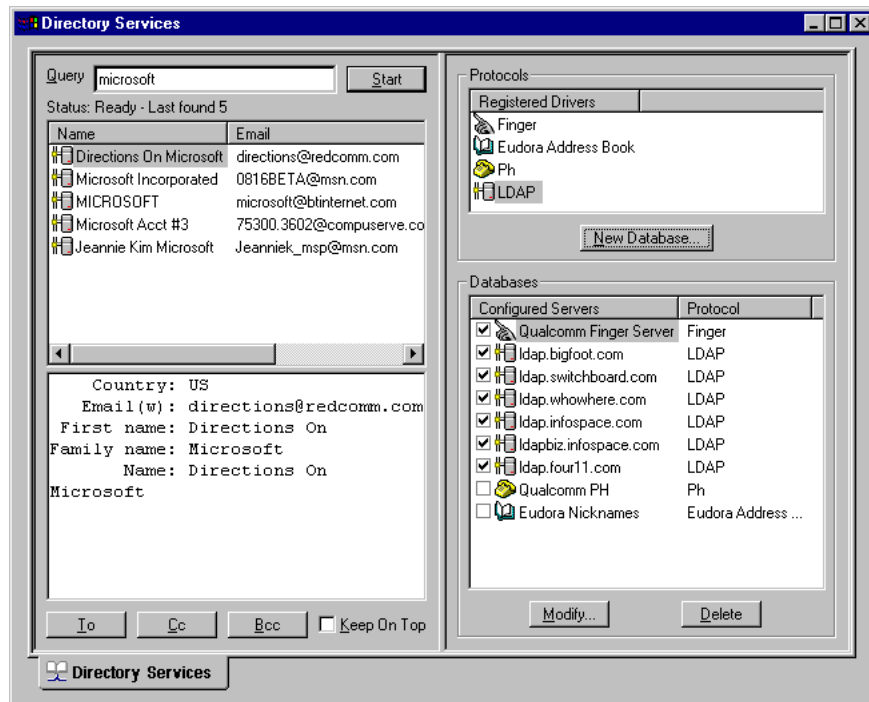 Directory Services
Query microsoft Start
Status: Ready - Last found 5
Name Email
Directions On Microsoft directions@redcomm.com
Microsoft Incorporated 0816BETA@msn.com
MICROSOFT microsoft@btinternet.com
Microsoft Acct #3 75300.3602@compuserve.co
Jeannie Kim Microsoft Jeanniek_msp@msn.com
Country: US
Email(w): directions@redcomm.com
First name: Directions On
Family name: Microsoft
Name: Directions On
Microsoft
To Cc Bcc Keep On Top
Protocols
Registered Drivers
Finger
Eudora Address Book
Ph
LDAP
New Database...
Databases
Configured Servers Protocol
Qualcomm Finger Server Finger
ldap.bigfoot.com LDAP
ldap.switchboard.com LDAP
ldap.whowhere.com LDAP
ldap.infospace.com LDAP
ldapbiz.infospace.com LDAP
ldap.four11.com LDAP
Qualcomm PH Ph
Eudora Nicknames Eudora Address ...
Modify... Delete
Directory Services